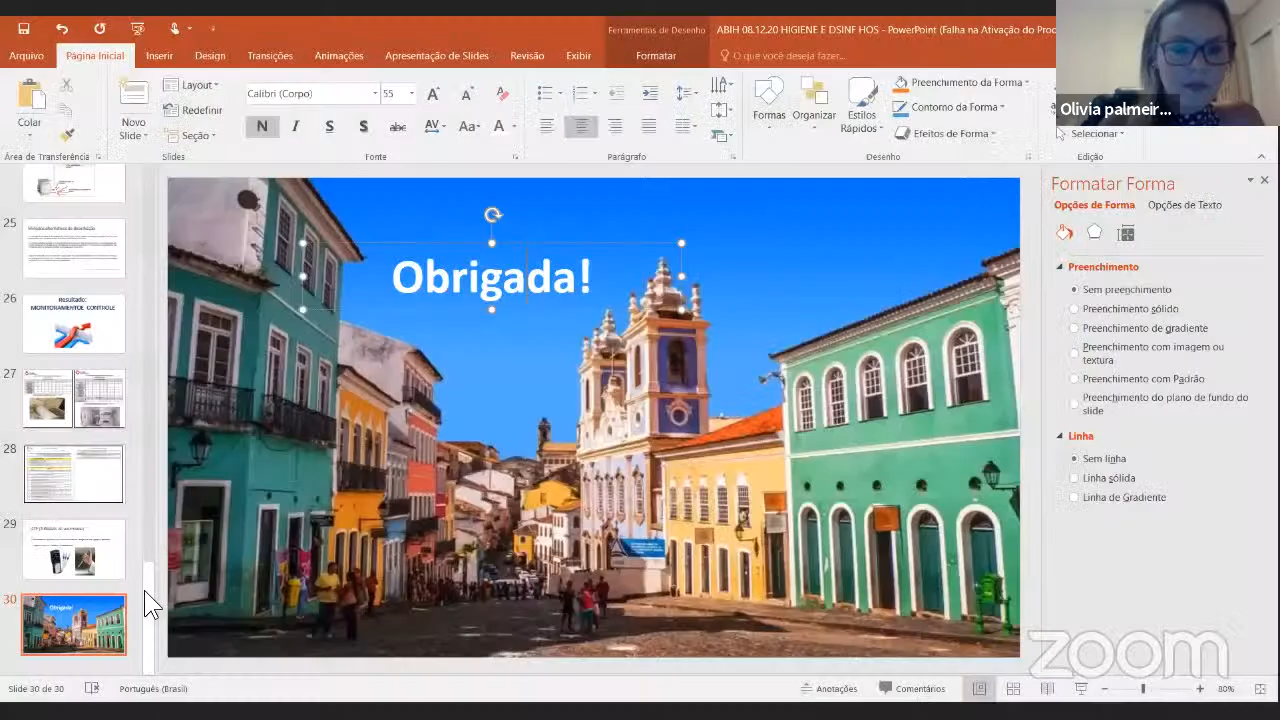 Ferramentas de Desenho
ABIH 08.12.20 HIGIENE E DSINF HOS - PowerPoint (Falha na Ativação do Proc
Arquivo
Página Inicial
Inserir
Design
Transições
Animações
Apresentação de Slides
Revisão
Exibir
Formatar
O que você deseja fazer...
Olivia palmeir...
Colar
Novo
Slide
Layout
Redefinir
Seção
Calibri (Corpo)
55
N
I
S
S
abc
AV
Aa
A
Formas
Organizar
Estilos
Rápidos
Preenchimento da Forma
Contorno da Forma
Efeitos de Forma
Selecionar
Área de Transferência
Slides
Fonte
Parágrafo
Desenho
Edição
25
26
Resultado:
MONITORAMENTO E CONTROLE
27
28
29
30
Obrigada!
Obrigada!
Formatar Forma
Opções de Forma
Opções de Texto
Preenchimento
Sem preenchimento
Preenchimento sólido
Preenchimento de gradiente
Preenchimento com imagem ou
textura
Preenchimento com Padrão
Preenchimento do plano de fundo do
slide
Linha
Sem linha
Linha sólida
Linha de Gradiente
zoom
Slide 30 de 30
Português (Brasil)
Anotações
Comentários
80%